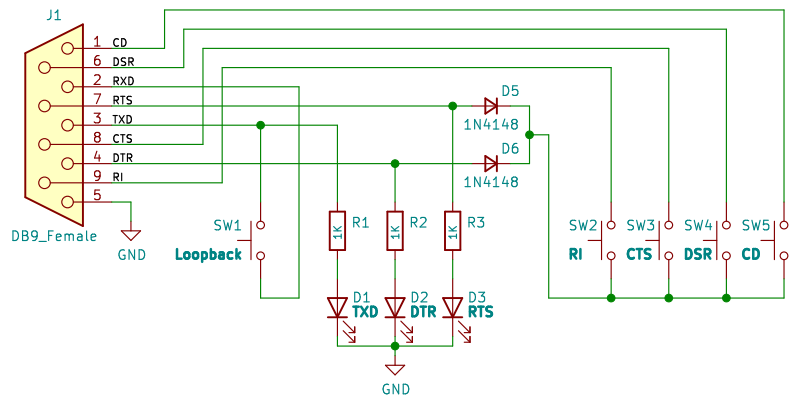 J1
1 CD
6 DSR
2 RXD
7 RTS
3 TXD
8 CTS
4 DTR
9 RI
5
DB9_Female
GND
D5
1N4148
D6
1N4148
SW1
Loopback
R1
1K
R2
1K
R3
1K
SW2
RI
SW3
CTS
SW4
DSR
SW5
CD
D1
TXD
D2
DTR
D3
RTS
GND